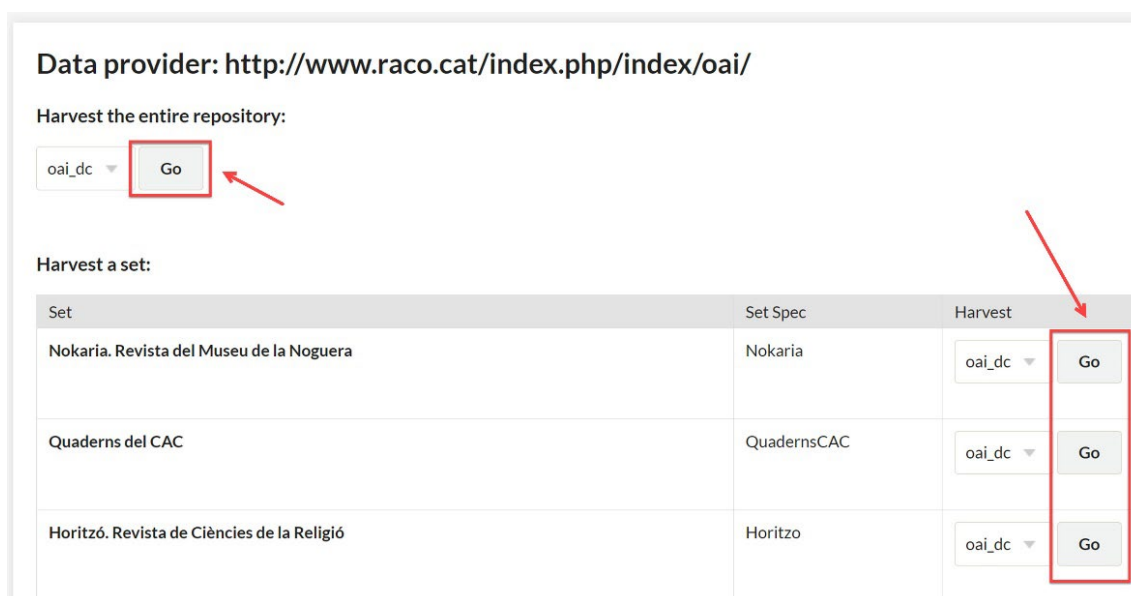 Data provider: http://www.raco.cat/index.php/index/oai/
Harvest the entire repository:
oai_dc Go
Harvest a set:
Set Set Spec Harvest
Nokaria. Revista del Museu de la Noguera Nokaria oai_dc Go
Quaderns del CAC QuadernsCAC oai_dc Go
Horitzó. Revista de Ciències de la Religió Horitzo oai_dc Go